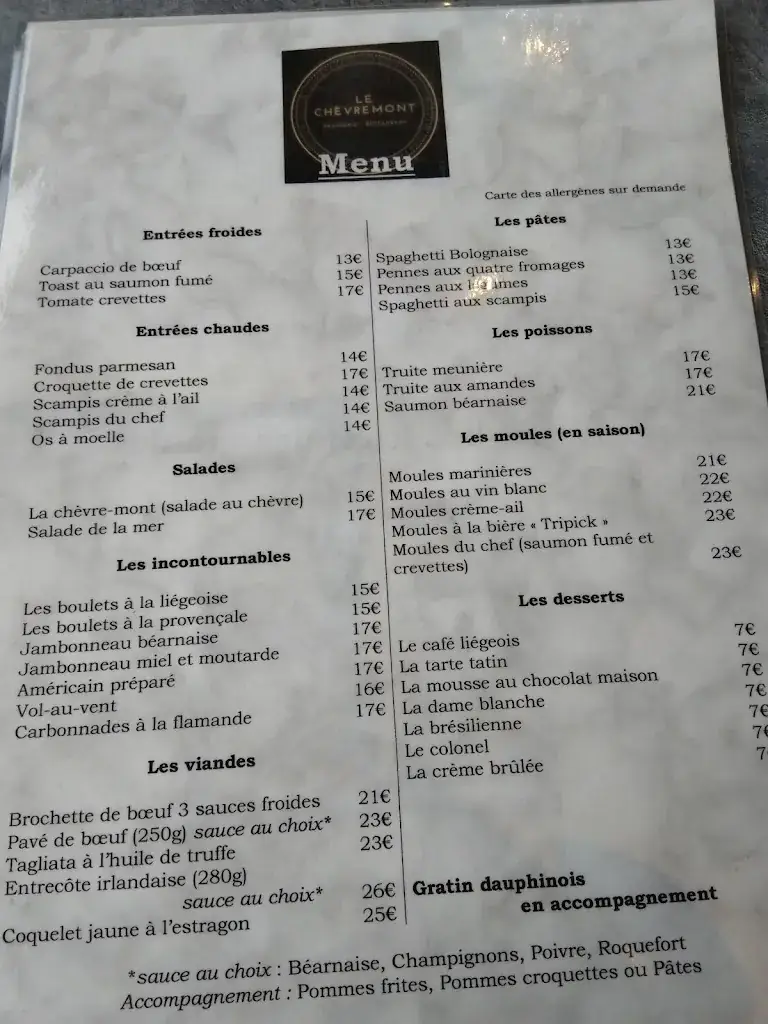 LE
CHEVREMONT
Menu
Carte des allergènes sur demande
Entrées froides
Carpaccio de bœuf 13€
Toast au saumon fumé 15€
Tomate crevettes 17€
Entrées chaudes
Fondus parmesan 14€
Croquette de crevettes 17€
Scampis crème à l'ail 14€
Scampis du chef 14€
Os à moelle 14€
Salades
La chèvre-mont (salade au chèvre) 15€
Salade de la mer 17€
Les incontournables
Les boulets à la liégeoise 15€
Les boulets à la provençale 15€
Jambonneau béarnaise 17€
Jambonneau miel et moutarde 17€
Américain préparé 17€
Vol-au-vent 16€
Carbonnades à la flamande 17€
Les viandes
Brochette de bœuf 3 sauces froides 21€
Pavé de bœuf (250g) sauce au choix* 23€
Tagliata à l'huile de truffe 23€
Entrecôte irlandaise (280g)
sauce au choix* 26€
Coquelet jaune à l'estragon 25€
Les pâtes
Spaghetti Bolognaise 13€
Pennes aux quatre fromages 13€
Pennes aux 13€
Spaghetti aux scampis 15€
Les poissons
Truite meunière 17€
Truite aux amandes 17€
Saumon béarnaise 21€
Les moules (en saison)
Moules marinières 21€
Moules au vin blanc 22€
Moules crème-ail 22€
Moules à la bière « Tripick » 23€
Moules du chef (saumon fumé et
crevettes) 23€
Les desserts
Le café liégeois 7€
La tarte tatin 7€
La mousse au chocolat maison 7€
La dame blanche 7€
La brésilienne 7€
Le colonel 7€
La crème brûlée 7
Gratin dauphinois
en accompagnement
*sauce au choix : Béarnaise, Champignons, Poivre, Roquefort
Accompagnement : Pommes frites, Pommes croquettes ou Pâtes